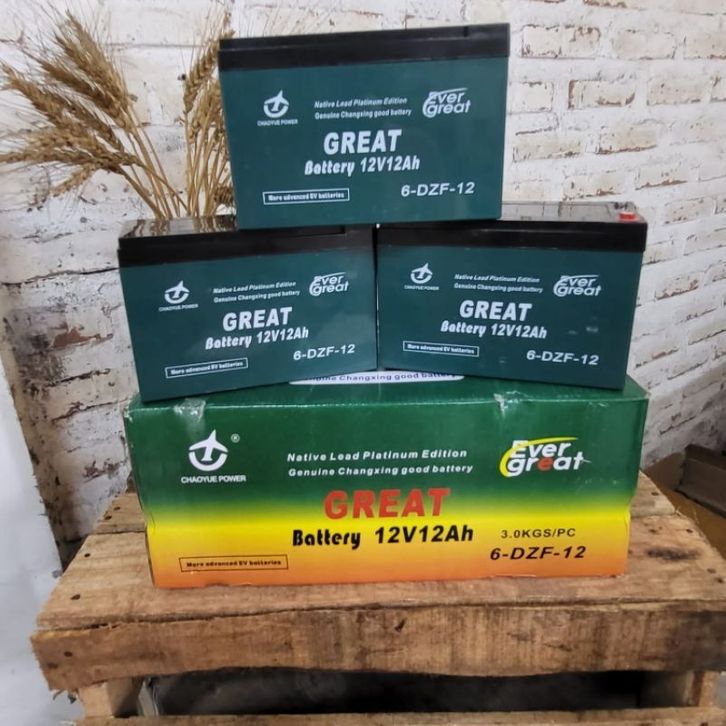 CHAOYUE POWER
Native Lead Platinum Edition
Genuine Changxing good battery
Ever great
GREAT
Battery 12V12Ah
More advanced EV batteries
6-DZF-12
CHAOYUE POWER
Native Lead Platinum Edition
Genuine Changxing good battery
Ever great
GREAT
Battery 12V12Ah
More advanced EV batteries
6-DZF-12
CHAOYUE POWER
Native Lead Platinum Edition
Genuine Changxing good battery
Ever great
GREAT
Battery 12V12Ah
More advanced EV batteries
6-DZF-12
Genuine Changxing good battery
CHAOYUE POWER ®
Native Lead Platinum Edition
Genuine Changxing good battery
Ever great
GREAT
Battery 12V12Ah
3.0KGS/PC
More advanced EV batteries
6-DZF-12